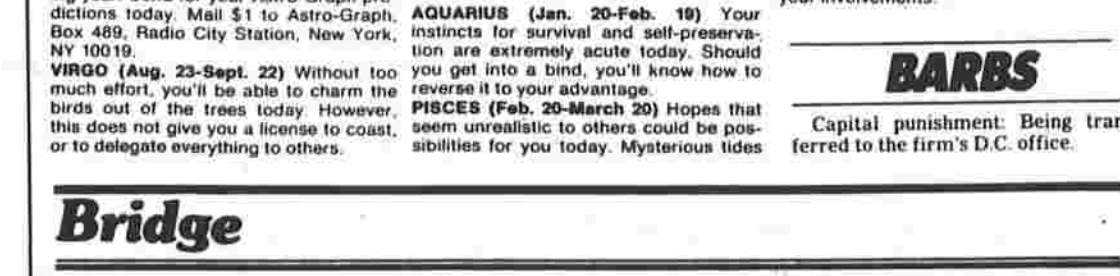 dictions today. Mail $1 to Astro-Graph,
Box 489, Radio City Station, New York,
NY 10019.
VIRGO (Aug. 23-Sept. 22) Without too
much effort, you'll be able to charm the
birds out of the trees today. However,
this does not give you a license to coast,
or to delegate everything to others.
AQUARIUS (Jan. 20-Feb. 19) Your
instincts for survival and self-preserva-
tion are extremely acute today. Should
you get into a bind, you'll know how to
reverse it to your advantage.
PISCES (Feb. 20-March 20) Hopes that
seem unrealistic to others could be pos-
sibilities for you today. Mysterious tides
BARBS
Capital punishment: Being tran
ferred to the firm's D.C. office.
Bridge